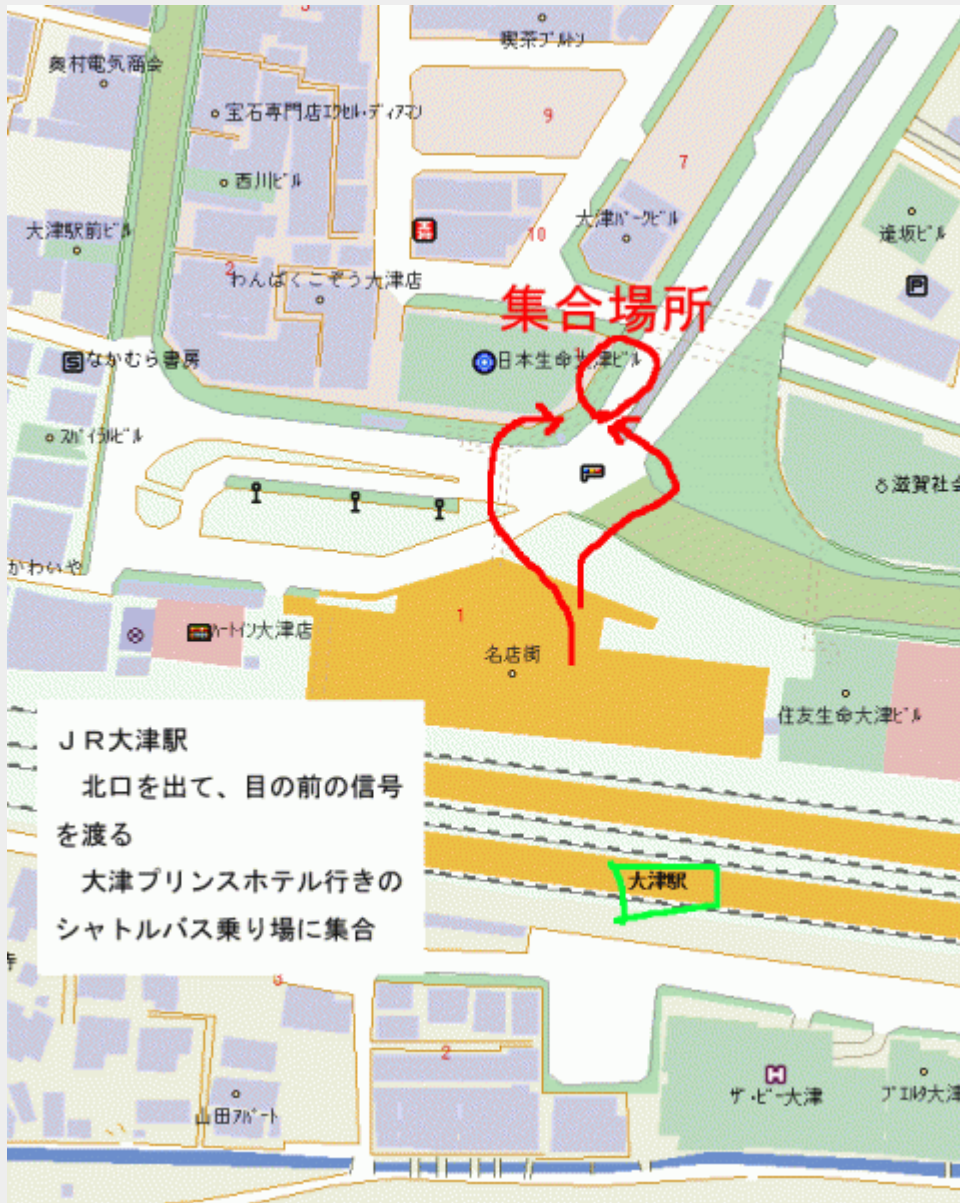 喫茶ブルトン
奥村電気商会
宝石専門店エクセル・ディアマン
9
7
西川ビル
大津駅前ビル
大津パークビル
10
逢坂ビル
2
わんぱくこぞう大津店
P
集合場所
S なかむら書房
1
日本生命大津ビル
スパイラルビル
滋賀社会
かわいや
1
ハートイン大津店
名店街
住友生命大津ビル
JR大津駅
北口を出て、目の前の信号
を渡る
大津プリンスホテル行きの
シャトルバス乗り場に集合
大津駅
寺
2
H
ザ・ビー大津
プエルタ大津
山田アパート